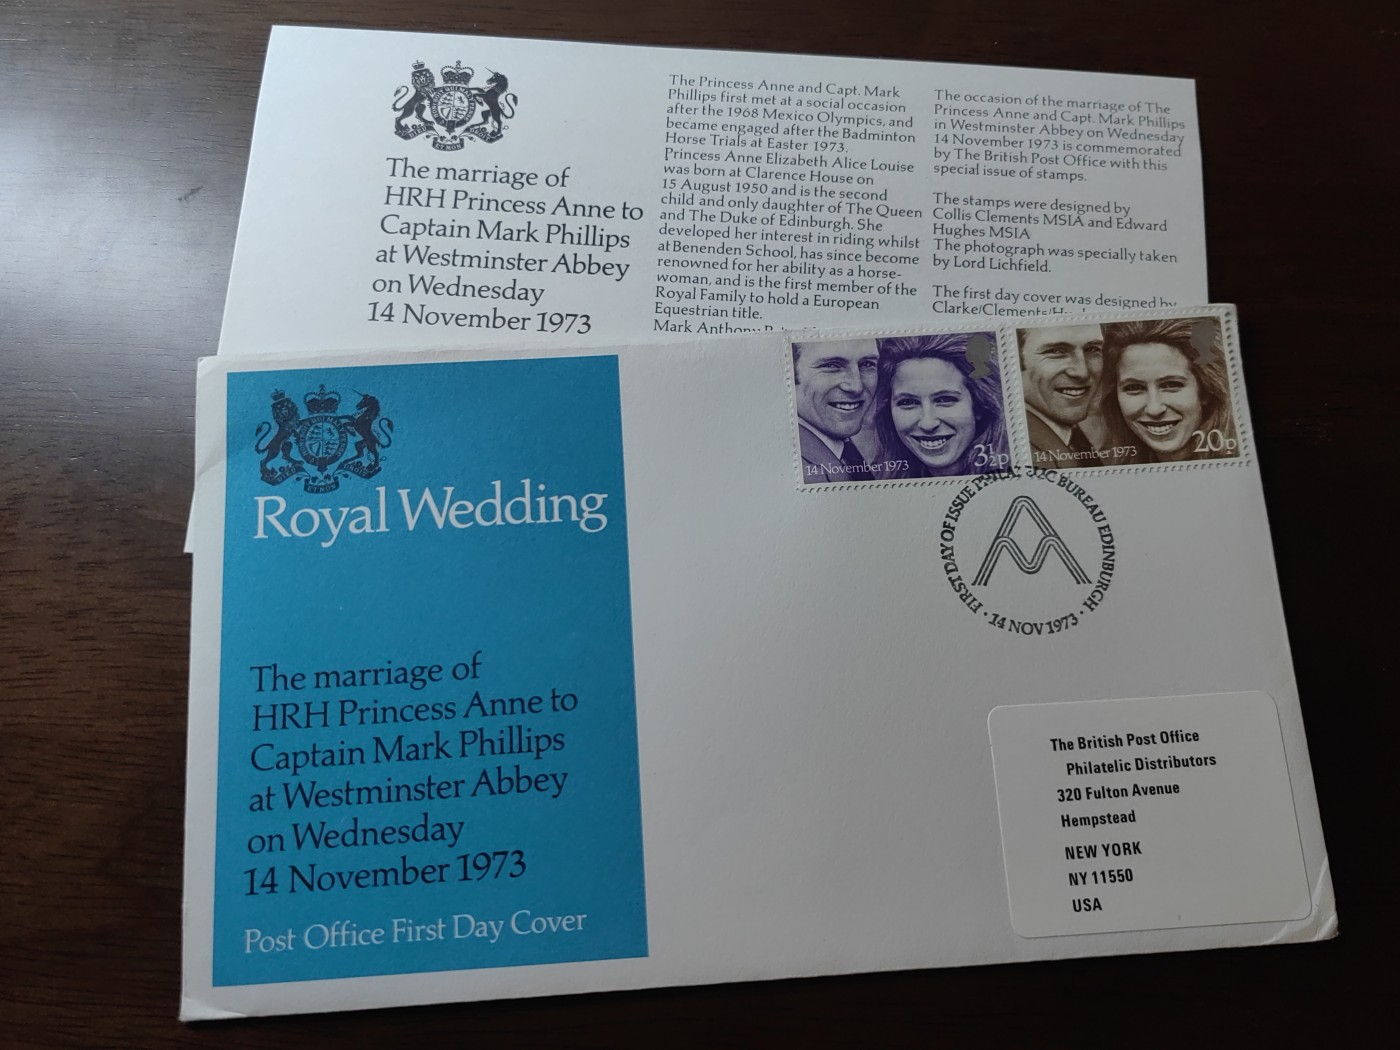 The marriage of
HRH Princess Anne to
Captain Mark Phillips
at Westminster Abbey
on Wednesday
14 November 1973
The Princess Anne and Capt. Mark
Phillips first met at a social occasion
after the 1968 Mexico Olympics, and
became engaged after the Badminton
Horse Trials at Easter 1973.
Princess Anne Elizabeth Alice Louise
was born at Clarence House on
15 August 1950 and is the second
child and only daughter of The Queen
and The Duke of Edinburgh. She
developed her interest in riding whilst
at Benenden School, has since become
renowned for her ability as a horse-
woman, and is the first member of the
Royal Family to hold a European
Equestrian title.
Mark Anthony
The occasion of the marriage of The
Princess Anne and Capt. Mark Phillips
in Westminster Abbey on Wednesday
14 November 1973 is commemorated
by The British Post Office with this
special issue of stamps.
The stamps were designed by
Collis Clements MSIA and Edward
Hughes MSIA
The photograph was specially taken
by Lord Lichfield.
The first day cover was designed by
Clarke/Clements/
Royal Wedding
The marriage of
HRH Princess Anne to
Captain Mark Phillips
at Westminster Abbey
on Wednesday
14 November 1973
Post Office First Day Cover
14 November 1973
3½p
14 November 1973
20p
FIRST DAY OF ISSUE PHILATELIC BUREAU EDINBURGH
· 14 NOV 1973 ·
The British Post Office
Philatelic Distributors
320 Fulton Avenue
Hempstead
NEW YORK
NY 11550
USA